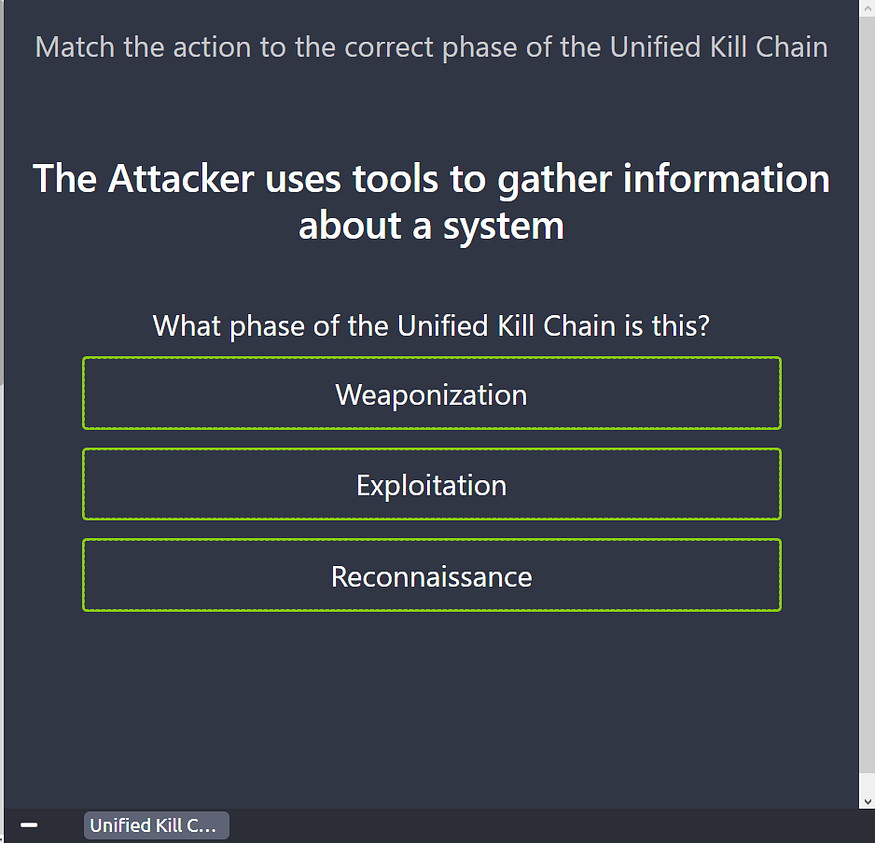 Match the action to the correct phase of the Unified Kill Chain
The Attacker uses tools to gather information
about a system
What phase of the Unified Kill Chain is this?
Weaponization
Exploitation
Reconnaissance
Unified Kill C...